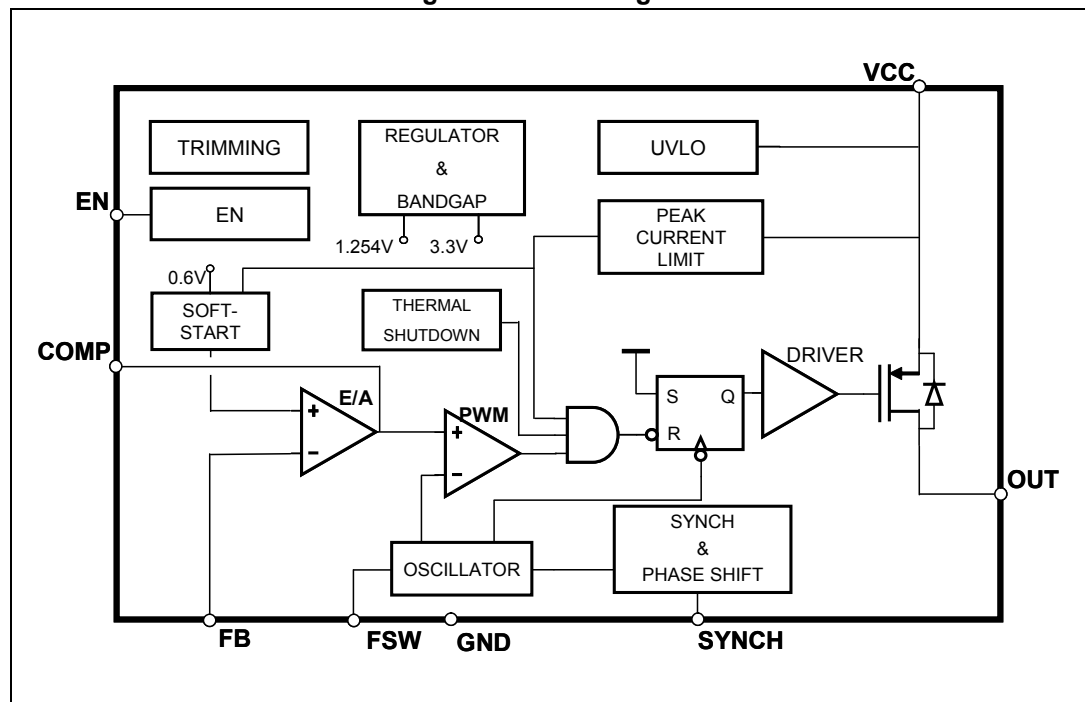 VCC
TRIMMING
REGULATOR
&
BANDGAP
UVLO
EN
EN
PEAK
CURRENT
LIMIT
1.254V
3.3V
0.6V
SOFT-
START
THERMAL
SHUTDOWN
COMP
DRIVER
E/A
+
-
PWM
+
-
S
Q
R
OUT
OSCILLATOR
SYNCH
&
PHASE SHIFT
FB
FSW
GND
SYNCH